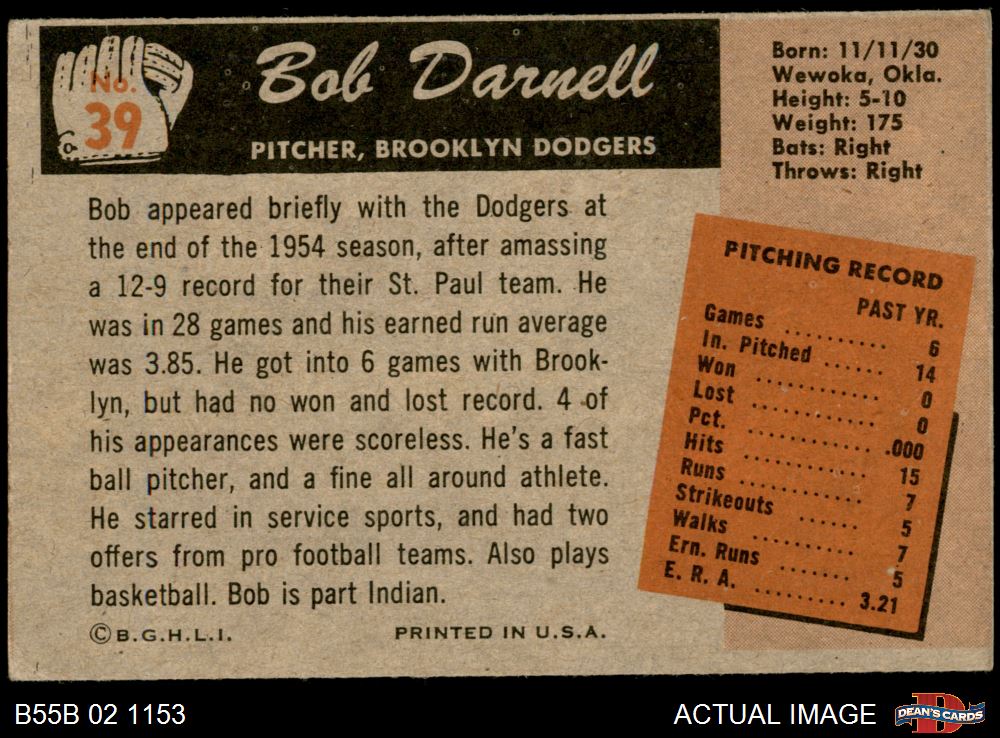 No.
39
Bob Darnell
PITCHER, BROOKLYN DODGERS
Born: 11/11/30
Wewoka, Okla.
Height: 5-10
Weight: 175
Bats: Right
Throws: Right
Bob appeared briefly with the Dodgers at
the end of the 1954 season, after amassing
a 12-9 record for their St. Paul team. He
was in 28 games and his earned run average
was 3.85. He got into 6 games with Brook-
lyn, but had no won and lost record. 4 of
his appearances were scoreless. He's a fast
ball pitcher, and a fine all around athlete.
He starred in service sports, and had two
offers from pro football teams. Also plays
basketball. Bob is part Indian.
©B.G.H.L.I. PRINTED IN U.S.A.
PITCHING RECORD
PAST YR.
Games .......... 6
In. Pitched ...... 14
Won .......... 0
Lost .......... 0
Pct. .......... .000
Hits .......... 15
Runs .......... 7
Strikeouts ...... 5
Walks .......... 7
Ern. Runs ....... 5
E. R. A. ......... 3.21
B55B 02 1153
ACTUAL IMAGE
D
DEAN'S CARDS